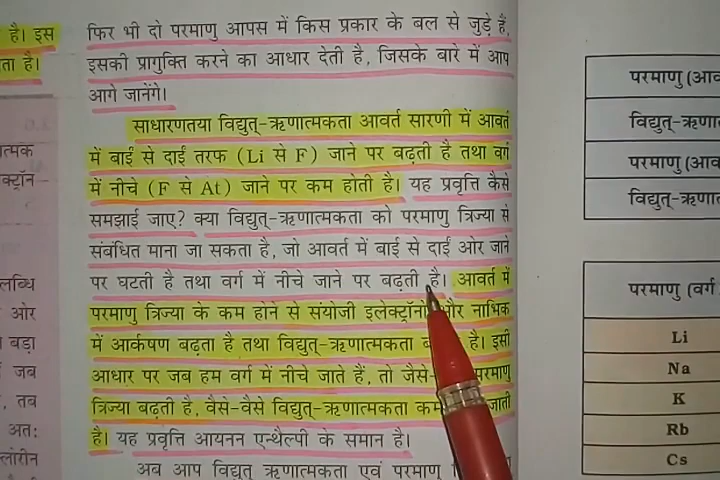 है। इस
ता है।
त्मक
क्ट्रॉन
लब्धि
ओर
बड़ा
जब
, तब
अतः
लोरीन
फिर भी दो परमाणु आपस में किस प्रकार के बल से जुड़े हैं,
इसकी प्रागुक्ति करने का आधार देती है, जिसके बारे में आप
आगे जानेंगे।
साधारणतया विद्युत्-ऋणात्मकता आवर्त सारणी में आवर्त
में बाईं से दाईं तरफ (Li से F) जाने पर बढ़ती है तथा वर्ग
में नीचे (F से At) जाने पर कम होती है। यह प्रवृत्ति कैसे
समझाई जाए? क्या विद्युत्-ऋणात्मकता को परमाणु त्रिज्या से
संबंधित माना जा सकता है, जो आवर्त में बाईं से दाईं ओर जाने
पर घटती है तथा वर्ग में नीचे जाने पर बढ़ती है। आवर्त में
परमाणु त्रिज्या के कम होने से संयोजी इलेक्ट्रॉनों और नाभिक
में आर्कषण बढ़ता है तथा विद्युत्-ऋणात्मकता है। इसी
आधार पर जब हम वर्ग में नीचे जाते हैं, तो जैसे- परमाणु
त्रिज्या बढ़ती है, वैसे-वैसे विद्युत्-ऋणात्मकता कम जाती
है। यह प्रवृत्ति आयनन एन्थैल्पी के समान है।
अब आप विद्युत् ऋणात्मकता एवं परमाणु
परमाणु (आव
विद्युत्-ऋणा
परमाणु (आव
विद्युत्-ऋणात
परमाणु (वर्ग
Li
Na
K
Rb
Cs